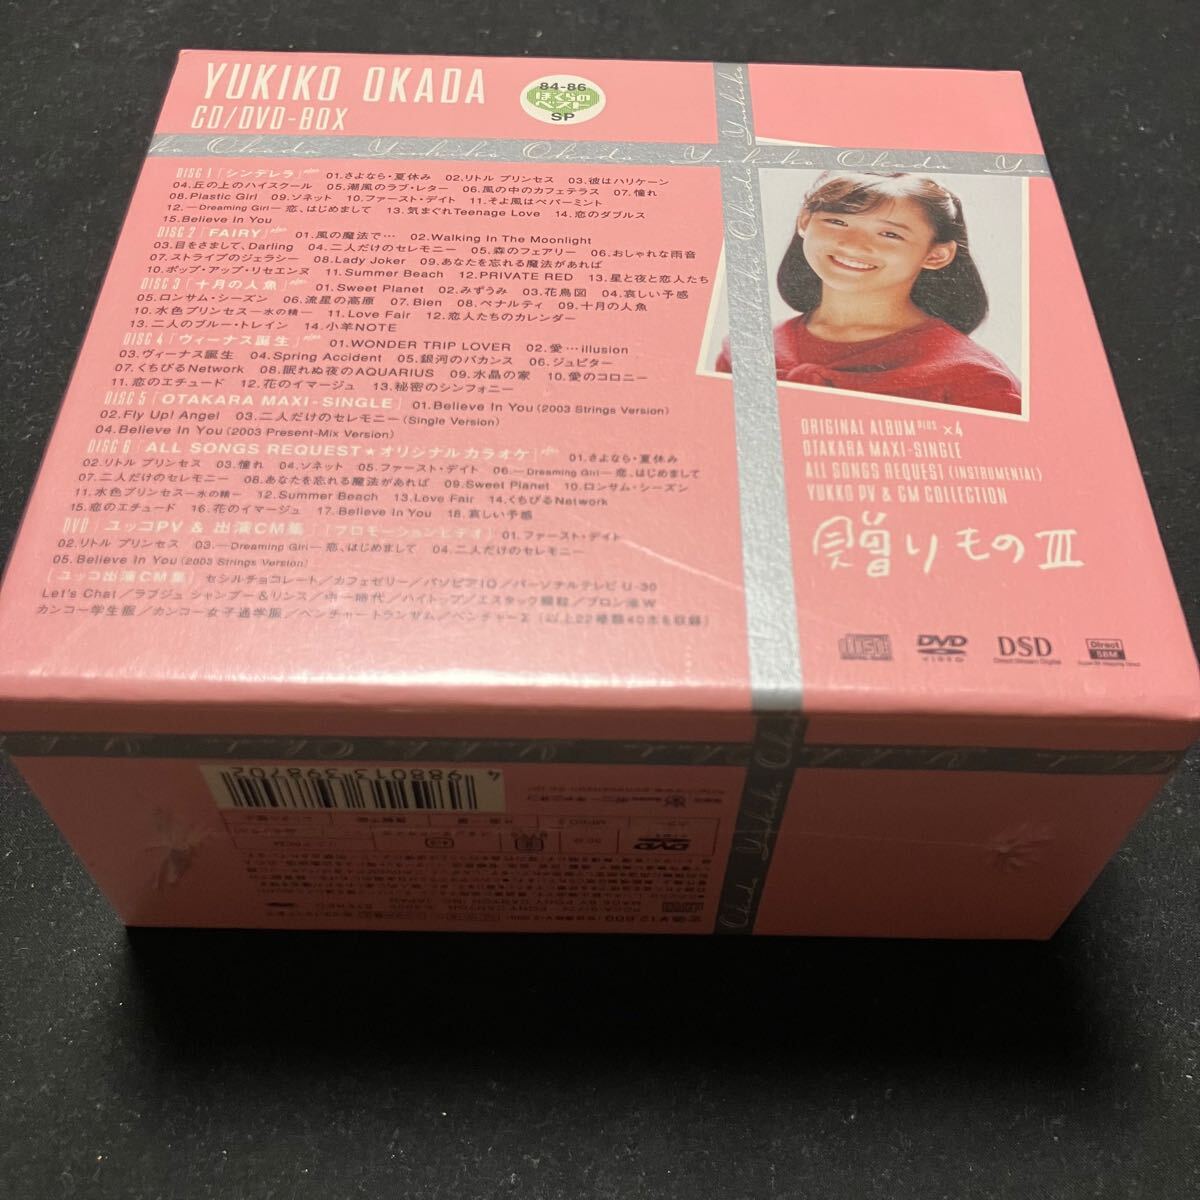 YUKIKO OKADA
CD/DVD-BOX
84-86
ぼくらの
ベスト
SP
Okada Yukiko Okada Yukiko Okada
DISC 1「シンデレラ」plus 01.さよなら・夏休み 02.リトル プリンセス 03.彼はハリケーン
04.丘の上のハイスクール 05.潮風のラブ・レター 06.風の中のカフェテラス 07.憧れ
08.Plastic Girl 09.ソネット 10.ファースト・デイト 11.そよ風はペパーミント
12.—Dreaming Girl—恋、はじめまして 13.気まぐれTeenage Love 14.恋のダブルス
15.Believe In You
DISC 2「FAIRY」plus 01.風の魔法で… 02.Walking In The Moonlight
03.目をさまして、Darling 04.二人だけのセレモニー 05.森のフェアリー 06.おしゃれな雨音
07.ストライプのジェラシー 08.Lady Joker 09.あなたを忘れる魔法があれば
10.ポップ・アップ・リセエンヌ 11.Summer Beach 12.PRIVATE RED 13.星と夜と恋人たち
DISC 3「十月の人魚」plus 01.Sweet Planet 02.みずうみ 03.花鳥図 04.哀しい予感
05.ロンサム・シーズン 06.流星の高原 07.Bien 08.ペナルティ 09.十月の人魚
10.水色プリンセス—水の精— 11.Love Fair 12.恋人たちのカレンダー
13.二人のブルー・トレイン 14.小羊NOTE
DISC 4「ヴィーナス誕生」plus 01.WONDER TRIP LOVER 02.愛…illusion
03.ヴィーナス誕生 04.Spring Accident 05.銀河のバカンス 06.ジュピター
07.くちびるNetwork 08.眠れぬ夜のAQUARIUS 09.水晶の家 10.愛のコロニー
11.恋のエチュード 12.花のイマージュ 13.秘密のシンフォニー
DISC 5「OTAKARA MAXI-SINGLE」 01.Believe In You (2003 Strings Version)
02.Fly Up! Angel 03.二人だけのセレモニー (Single Version)
04.Believe In You (2003 Present-Mix Version)
DISC 6「ALL SONGS REQUEST★オリジナルカラオケ」plus 01.さよなら・夏休み
02.リトル プリンセス 03.憧れ 04.ソネット 05.ファースト・デイト 06.—Dreaming Girl—恋、はじめまして
07.二人だけのセレモニー 08.あなたを忘れる魔法があれば 09.Sweet Planet 10.ロンサム・シーズン
11.水色プリンセス—水の精— 12.Summer Beach 13.Love Fair 14.くちびるNetwork
15.恋のエチュード 16.花のイマージュ 17.Believe In You 18.哀しい予感
DVD「ユッコPV & 出演CM集」「プロモーションビデオ」 01.ファースト・デイト
02.リトル プリンセス 03.—Dreaming Girl—恋、はじめまして 04.二人だけのセレモニー
05.Believe In You (2003 Strings Version)
[ユッコ出演CM集] セシルチョコレート/カフェゼリー/パソピアIQ/パーソナルテレビ U-30
Let's Chat/ラブジュ シャンプー&リンス/中一時代/ハイトップ/エスタック顆粒/ブロン液W
カンコー学生服/カンコー女子通学服/ベンチャートランザム/ベンチャーΣ(以上22種類40本を収録)
ORIGINAL ALBUM PLUS ×4
OTAKARA MAXI-SINGLE
ALL SONGS REQUEST (INSTRUMENTAL)
YUKKO PV & CM COLLECTION
贈りものIII
DVD
VIDEO
DSD
Direct Stream Digital
Direct
SBM
Yukiko Okada
4988013398702
MADE BY PONY CANYON INC. JAPAN
STEREO